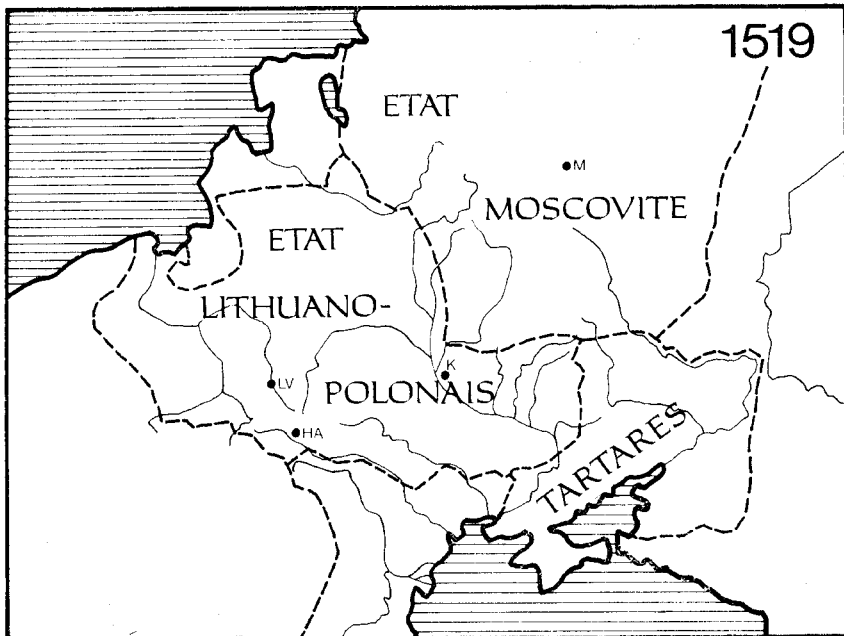 1519
ETAT
M
MOSCOVITE
ETAT
LITHUANO-
K
LV
POLONAIS
HA
TARTARES